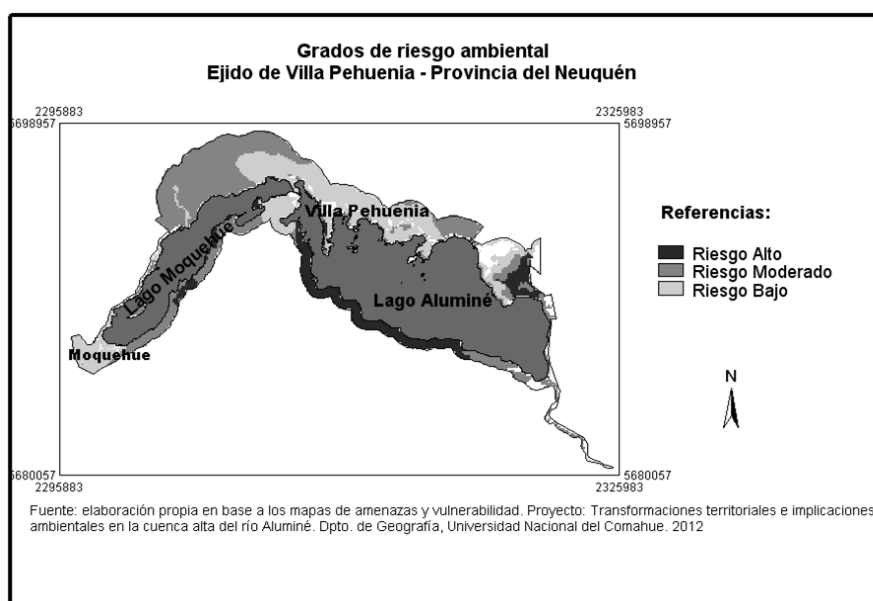 Grados de riesgo ambiental
Ejido de Villa Pehuenia - Provincia del Neuquén
2295883 2325883
5698957 5698957
Villa Pehuenia
Lago Moquehue
Lago Aluminé
Moquehue
Referencias:
Riesgo Alto
Riesgo Moderado
Riesgo Bajo
N
5680057 5680057
2295883 2325883
Fuente: elaboración propia en base a los mapas de amenazas y vulnerabilidad. Proyecto: Transformaciones territoriales e implicaciones
ambientales en la cuenca alta del río Aluminé. Dpto. de Geografía, Universidad Nacional del Comahue. 2012